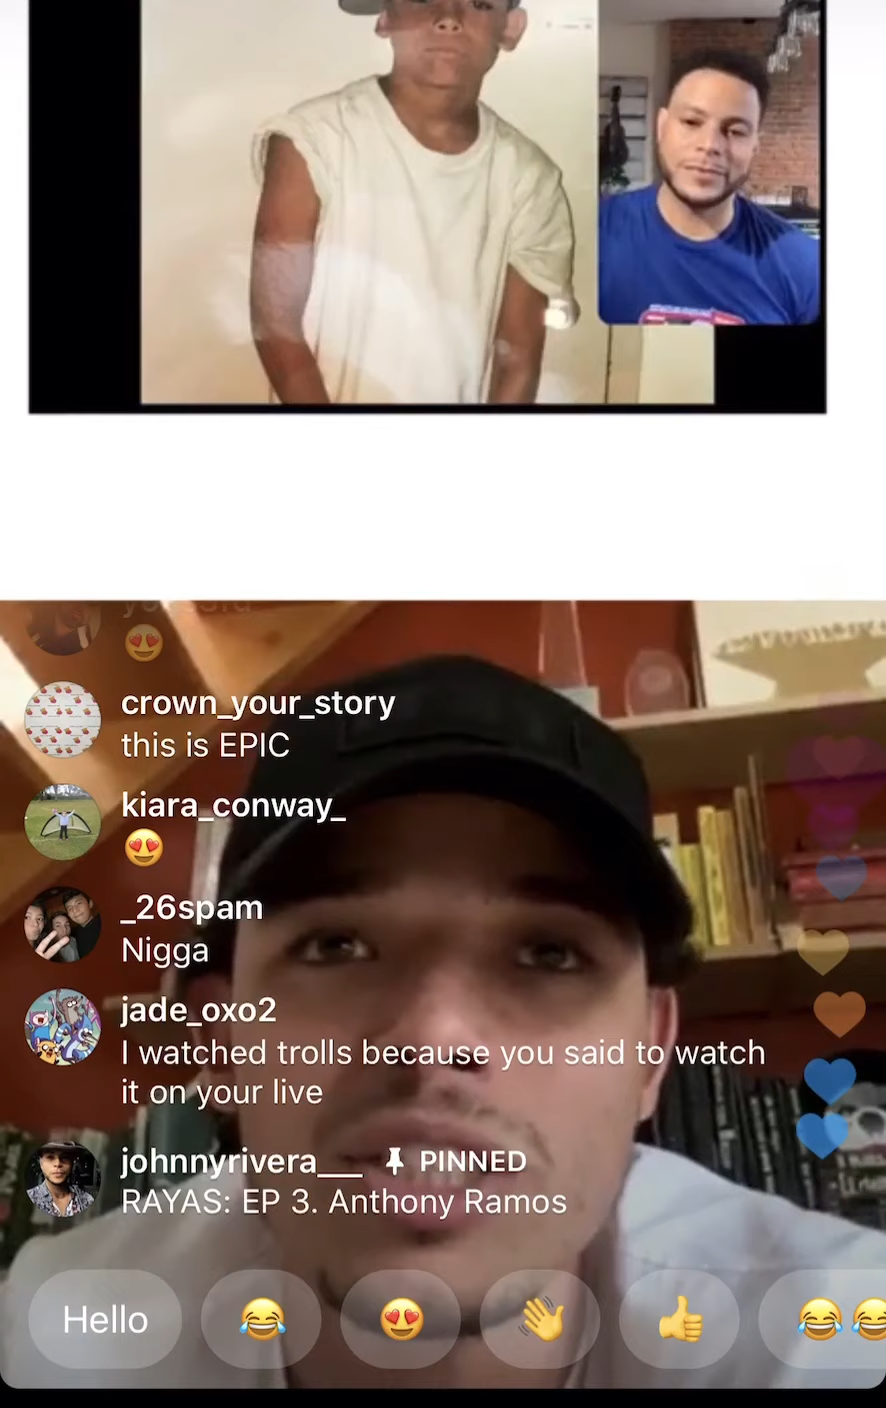 crown_your_story
this is EPIC
kiara_conway_
😍
_26spam
Nigga
jade_oxo2
I watched trolls because you said to watch
it on your live
johnnyrivera___ PINNED
RAYAS: EP 3. Anthony Ramos
Hello